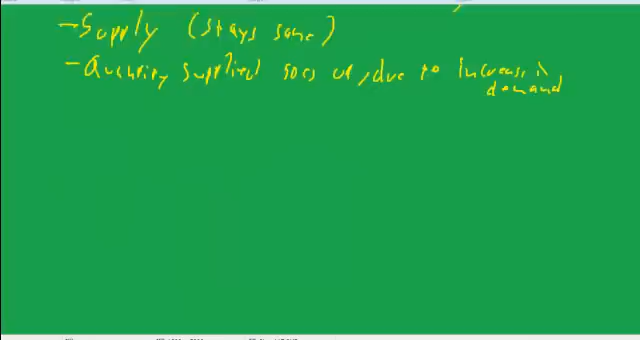 -Supply (stays same)
-Quantity supplied goes up, due to increase in
demand